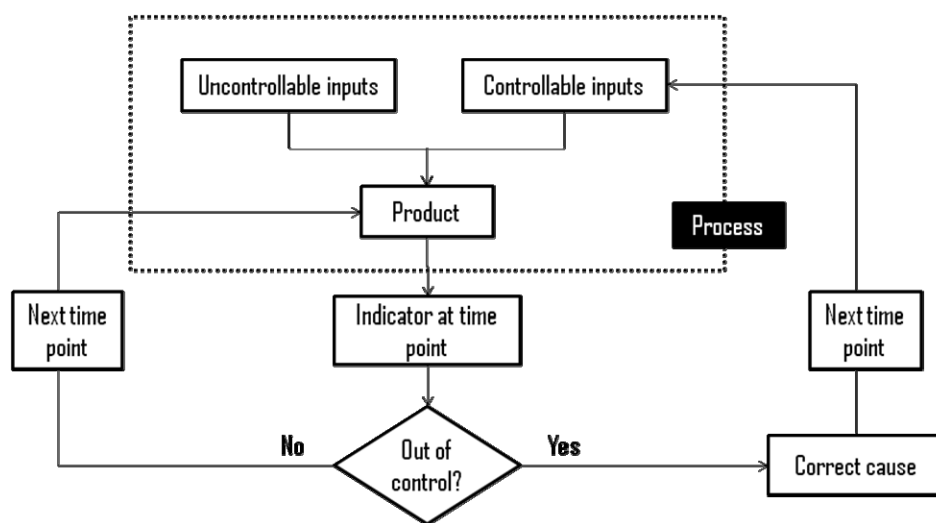 Uncontrollable inputs
Controllable inputs
Product
Process
Next time
point
Indicator at time
point
Next time
point
No
Out of
control?
Yes
Correct cause